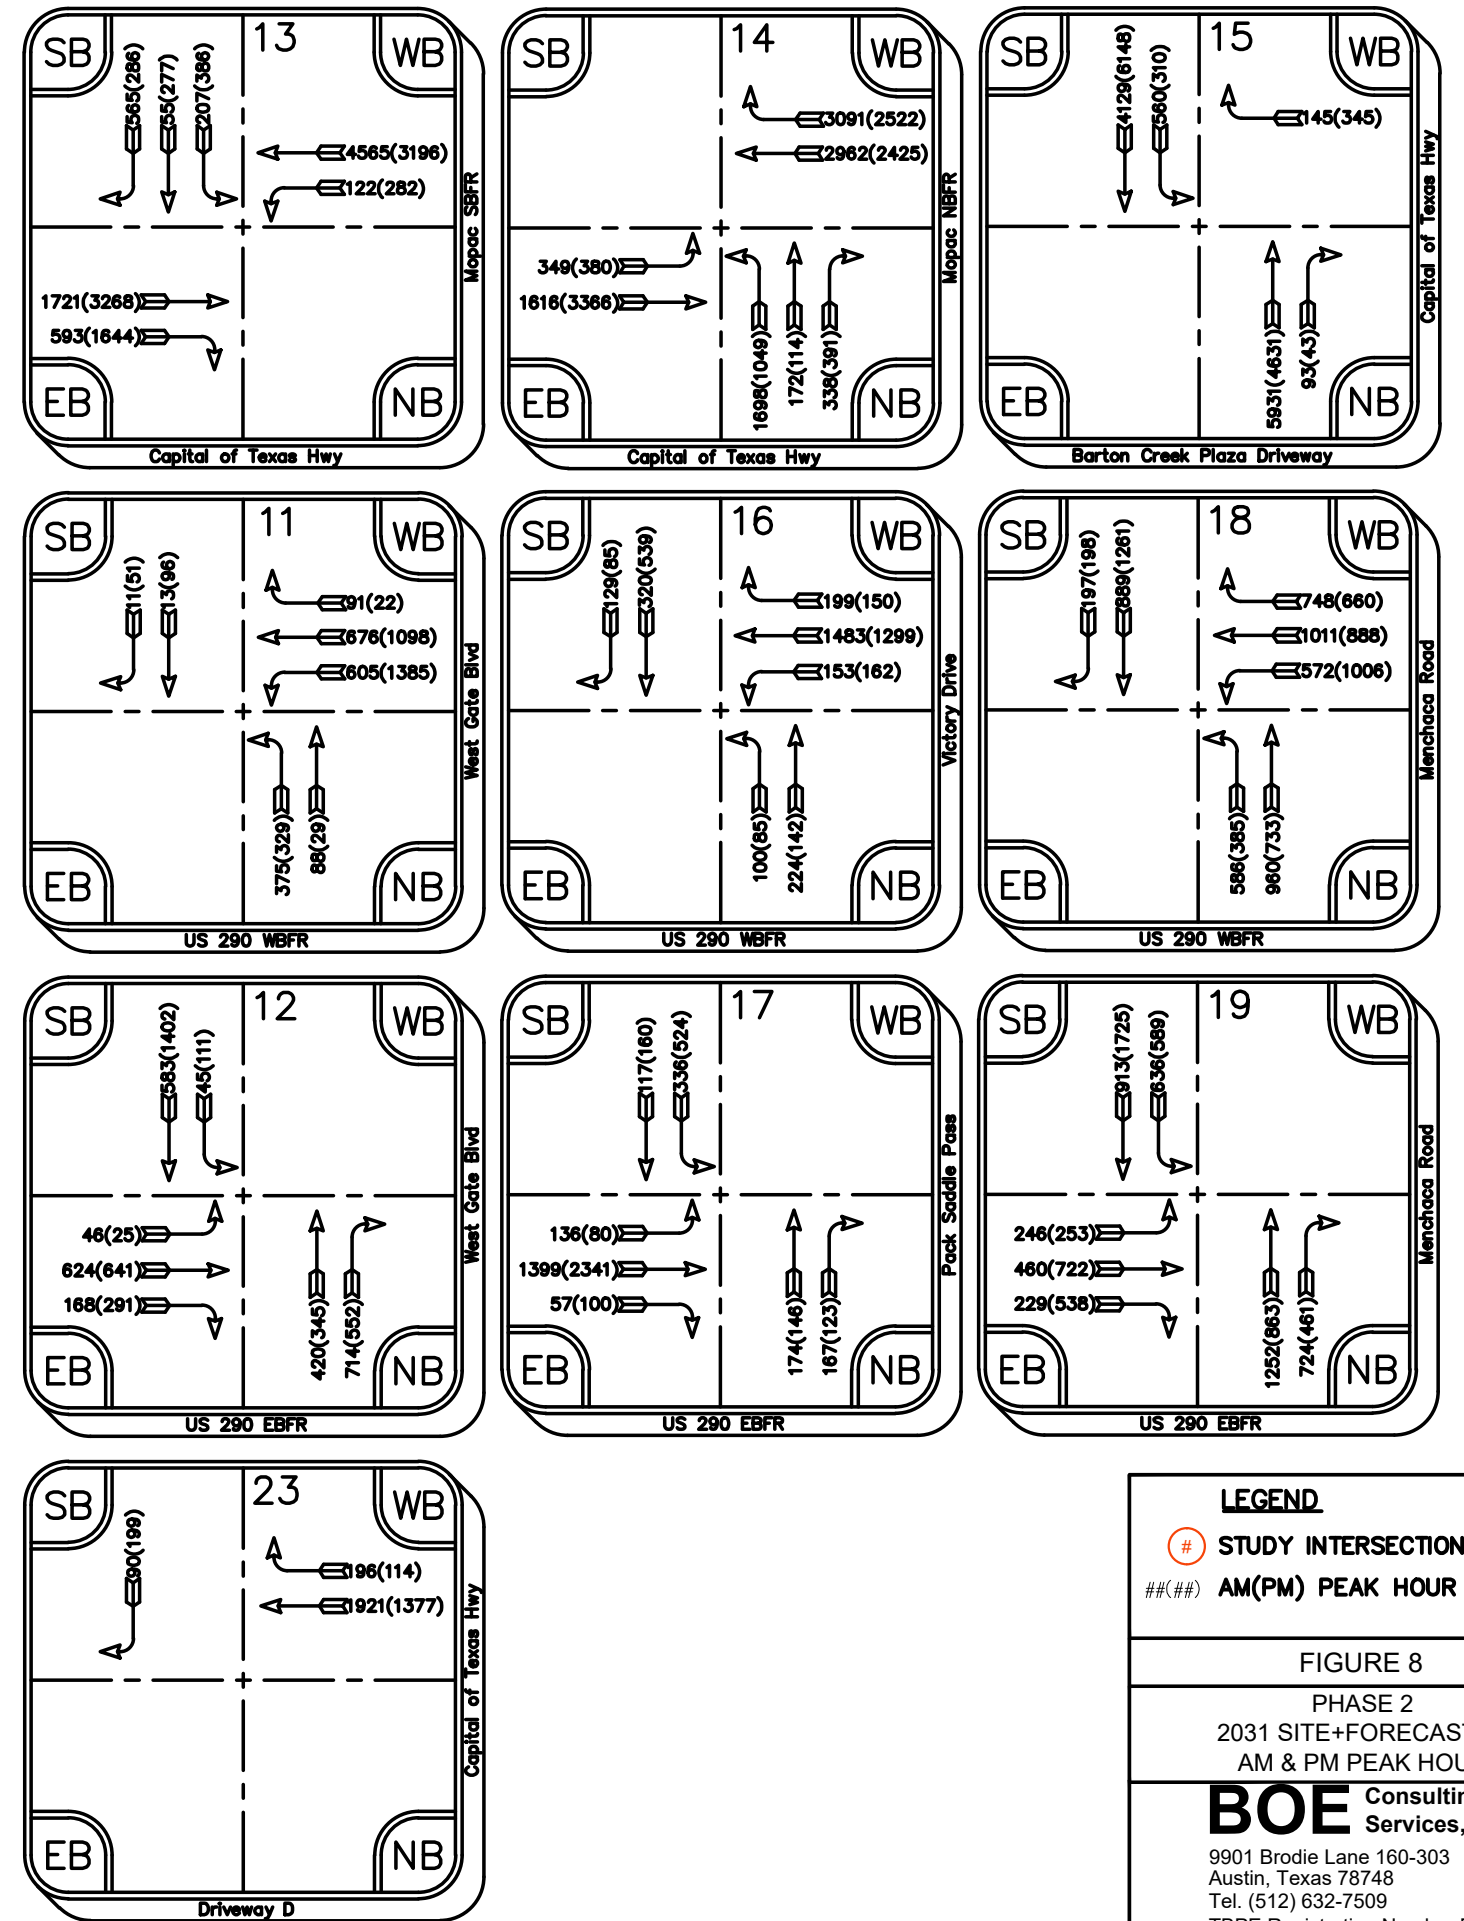 13
SB
WB
565(286)
55(277)
207(386)
4565(3196)
122(282)
1721(3268)
593(1644)
EB
NB
Mopac SBFR
Capital of Texas Hwy
14
SB
WB
3091(2522)
2962(2425)
349(380)
1616(3366)
1698(1049)
172(114)
338(391)
EB
NB
Mopac NBFR
Capital of Texas Hwy
15
SB
WB
4129(6148)
560(310)
145(345)
5931(4631)
93(43)
EB
NB
Capital of Texas Hwy
Barton Creek Plaza Driveway
11
SB
WB
11(51)
13(96)
91(22)
676(1098)
605(1385)
375(329)
88(29)
EB
NB
West Gate Blvd
US 290 WBFR
16
SB
WB
129(85)
320(539)
199(150)
1483(1299)
153(162)
100(85)
224(142)
EB
NB
Victory Drive
US 290 WBFR
18
SB
WB
197(198)
889(1261)
748(660)
1011(888)
572(1006)
586(385)
960(733)
EB
NB
Menchaca Road
US 290 WBFR
12
SB
WB
583(1402)
45(111)
46(25)
624(641)
168(291)
420(345)
714(552)
EB
NB
West Gate Blvd
US 290 EBFR
17
SB
WB
117(160)
336(524)
136(80)
1399(2341)
57(100)
174(146)
167(123)
EB
NB
Pack Saddle Pass
US 290 EBFR
19
SB
WB
913(1725)
636(589)
246(253)
460(722)
229(538)
1252(863)
724(461)
EB
NB
Menchaca Road
US 290 EBFR
23
SB
WB
90(199)
196(114)
1921(1377)
EB
NB
Capital of Texas Hwy
Driveway D
LEGEND
# STUDY INTERSECTION
##(##) AM(PM) PEAK HOUR
FIGURE 8
PHASE 2
2031 SITE+FORECAS
AM & PM PEAK HOU
BOE Consultin
Services,
9901 Brodie Lane 160-303
Austin, Texas 78748
Tel. (512) 632-7509